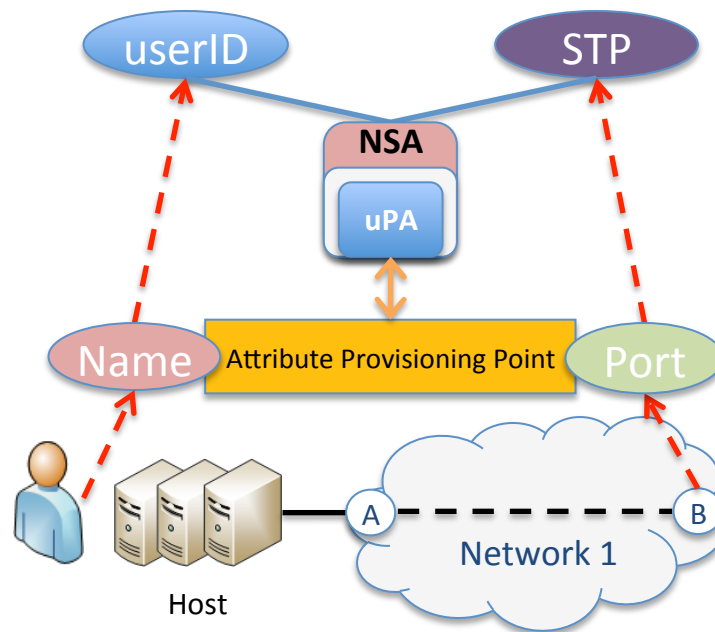 userID
STP
NSA
uPA
Name
Attribute Provisioning Point
Port
A
B
Network 1
Host